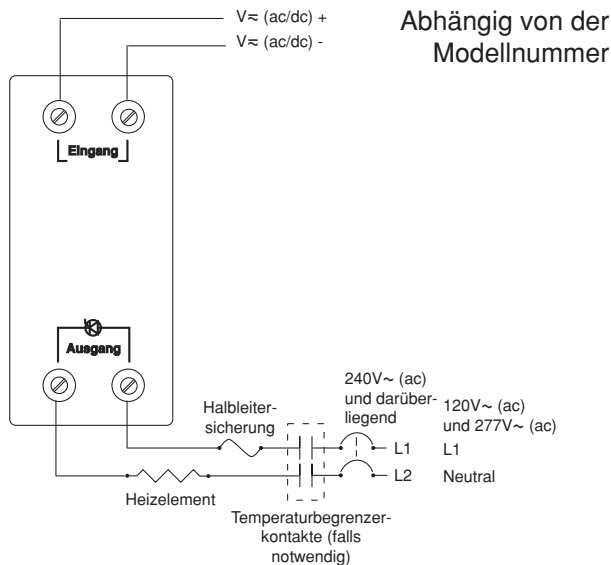 V≂ (ac/dc) +
V≂ (ac/dc) -
Abhängig von der
Modellnummer
Eingang
Ausgang
Halbleiter-
sicherung
240V~ (ac)
und darüber-
liegend
120V~ (ac)
und 277V~ (ac)
L1
L1
L2
Neutral
Heizelement
Temperaturbegrenzer-
kontakte (falls
notwendig)